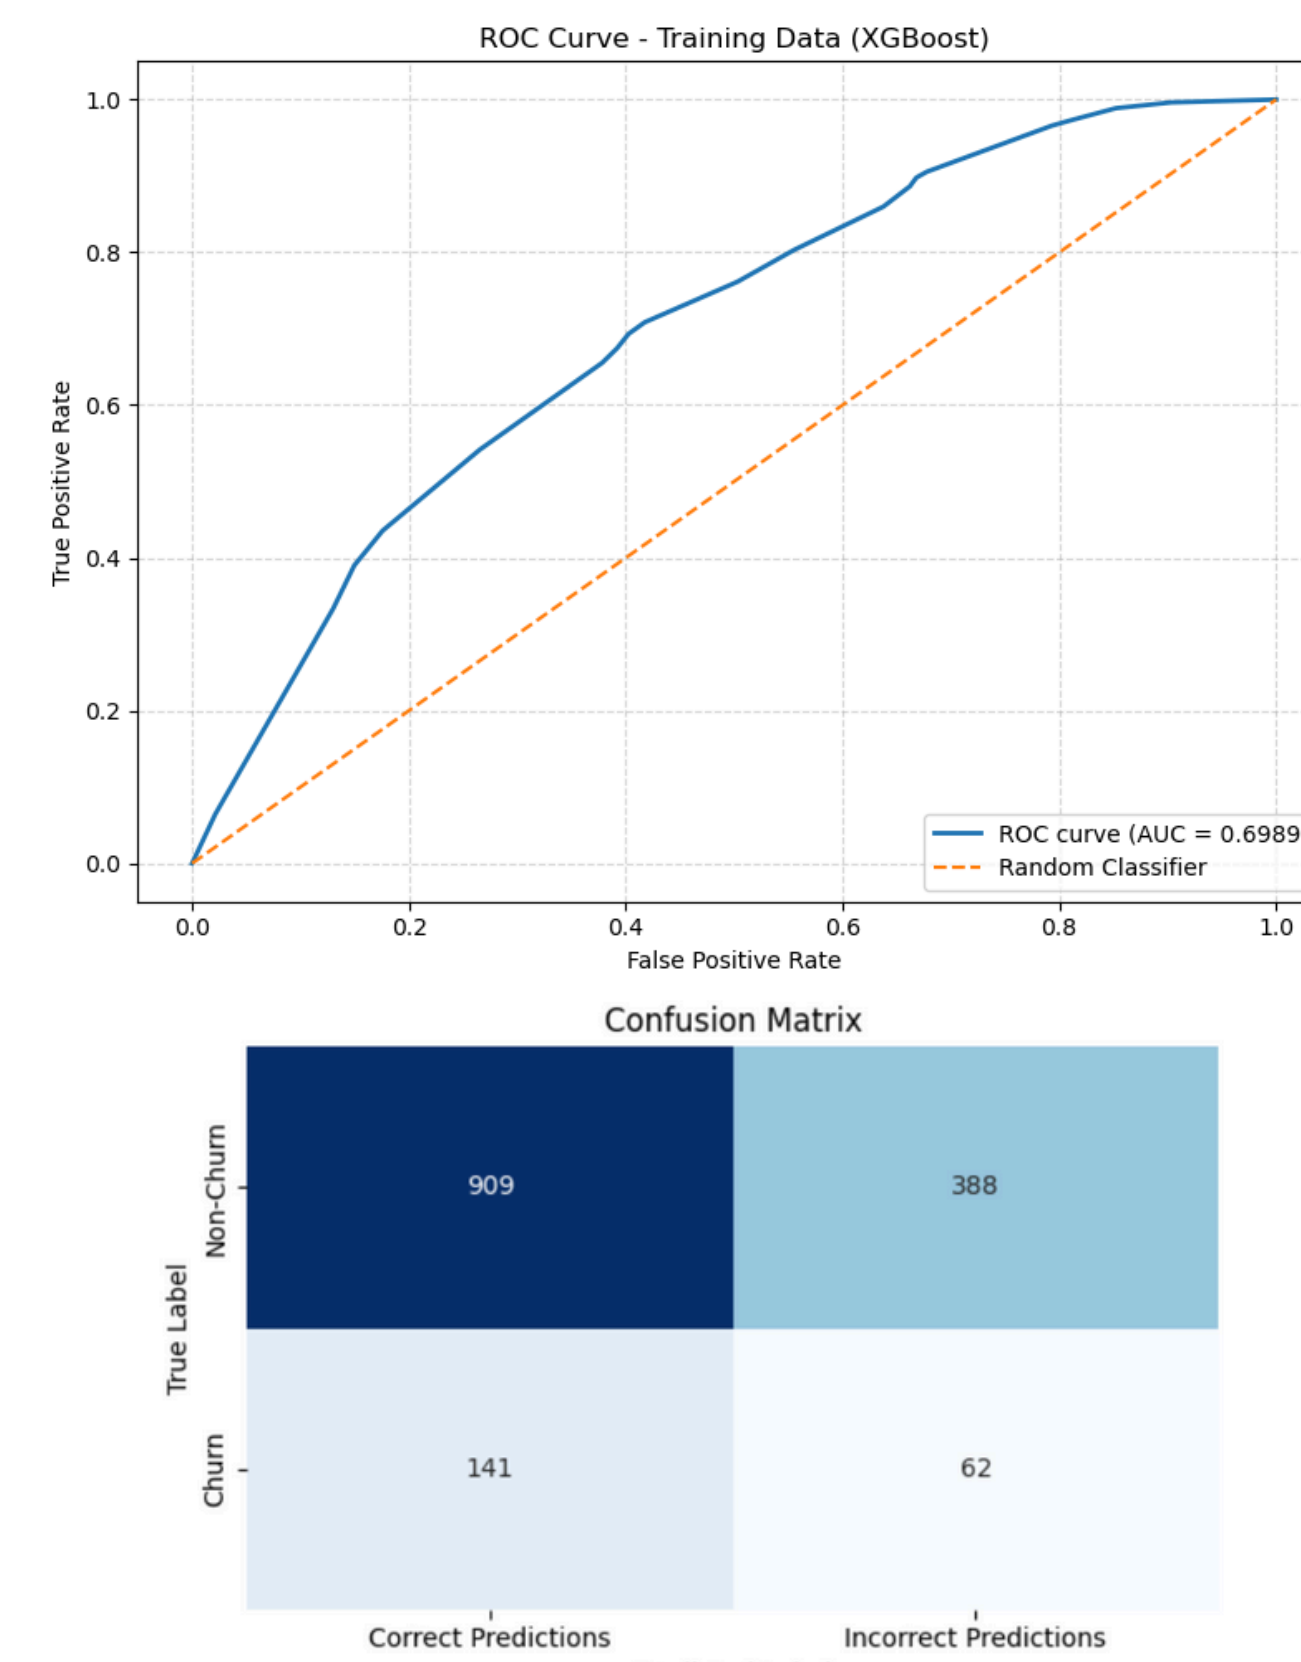 ROC Curve - Training Data (XGBoost)
1.0
0.8
0.6
0.4
0.2
0.0
True Positive Rate
0.0 0.2 0.4 0.6 0.8 1.0
False Positive Rate
ROC curve (AUC = 0.6989
Random Classifier
Confusion Matrix
True Label
Non-Churn
909 388
Churn
141 62
Correct Predictions Incorrect Predictions